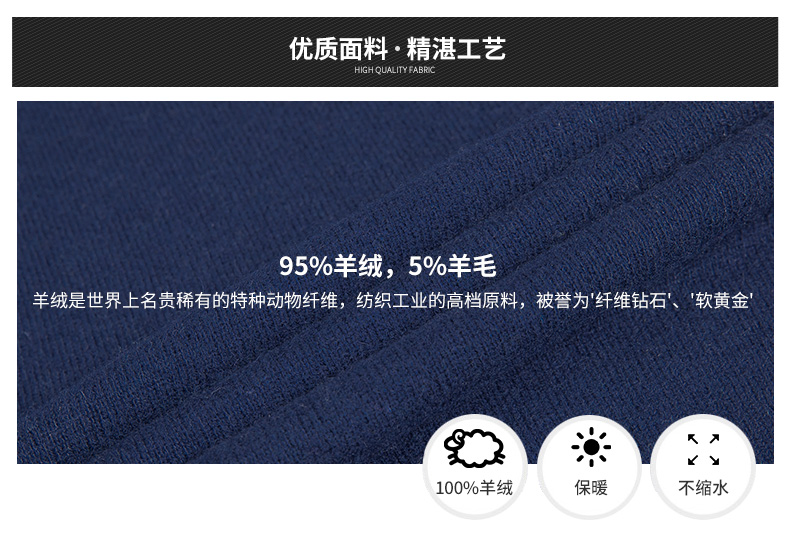 优质面料·精湛工艺
HIGH QUALITY FABRIC
95%羊绒，5%羊毛
羊绒是世界上名贵稀有的特种动物纤维，纺织工业的高档原料，被誉为'纤维钻石'、'软黄金'
100%羊绒
保暖
不缩水